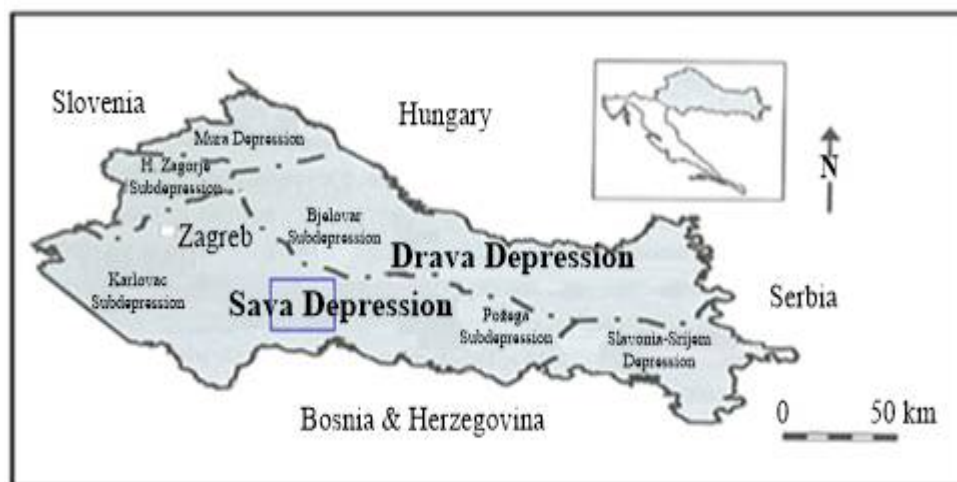 Slovenia
Hungary
Mura Depression
H. Zagorje
Subdepression
N
Zagreb
Bjelovar
Subdepression
Drava Depression
Karlovac
Subdepression
Sava Depression
Serbia
Požega
Subdepression
Slavonia-Srijem
Depression
Bosnia & Herzegovina
0 50 km